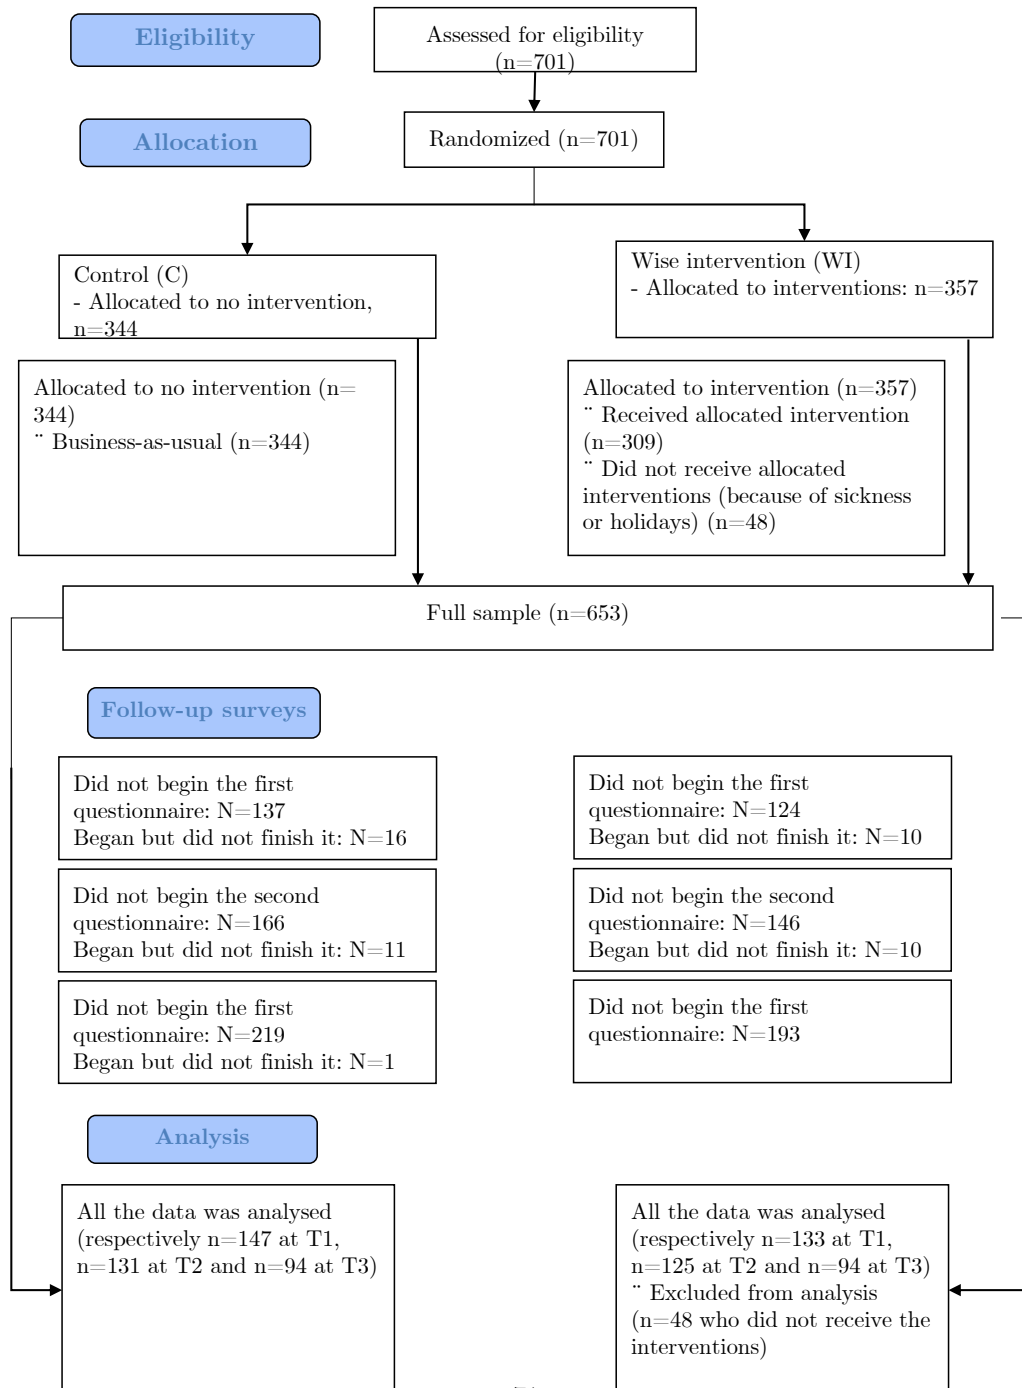 Eligibility
Assessed for eligibility
(n=701)
Allocation
Randomized (n=701)
Control (C)
- Allocated to no intervention,
n=344
Wise intervention (WI)
- Allocated to interventions: n=357
Allocated to no intervention (n=
344)
¨ Business-as-usual (n=344)
Allocated to intervention (n=357)
¨ Received allocated intervention
(n=309)
¨ Did not receive allocated
interventions (because of sickness
or holidays) (n=48)
Full sample (n=653)
Follow-up surveys
Did not begin the first
questionnaire: N=137
Began but did not finish it: N=16
Did not begin the first
questionnaire: N=124
Began but did not finish it: N=10
Did not begin the second
questionnaire: N=166
Began but did not finish it: N=11
Did not begin the second
questionnaire: N=146
Began but did not finish it: N=10
Did not begin the first
questionnaire: N=219
Began but did not finish it: N=1
Did not begin the first
questionnaire: N=193
Analysis
All the data was analysed
(respectively n=147 at T1,
n=131 at T2 and n=94 at T3)
All the data was analysed
(respectively n=133 at T1,
n=125 at T2 and n=94 at T3)
¨ Excluded from analysis
(n=48 who did not receive the
interventions)